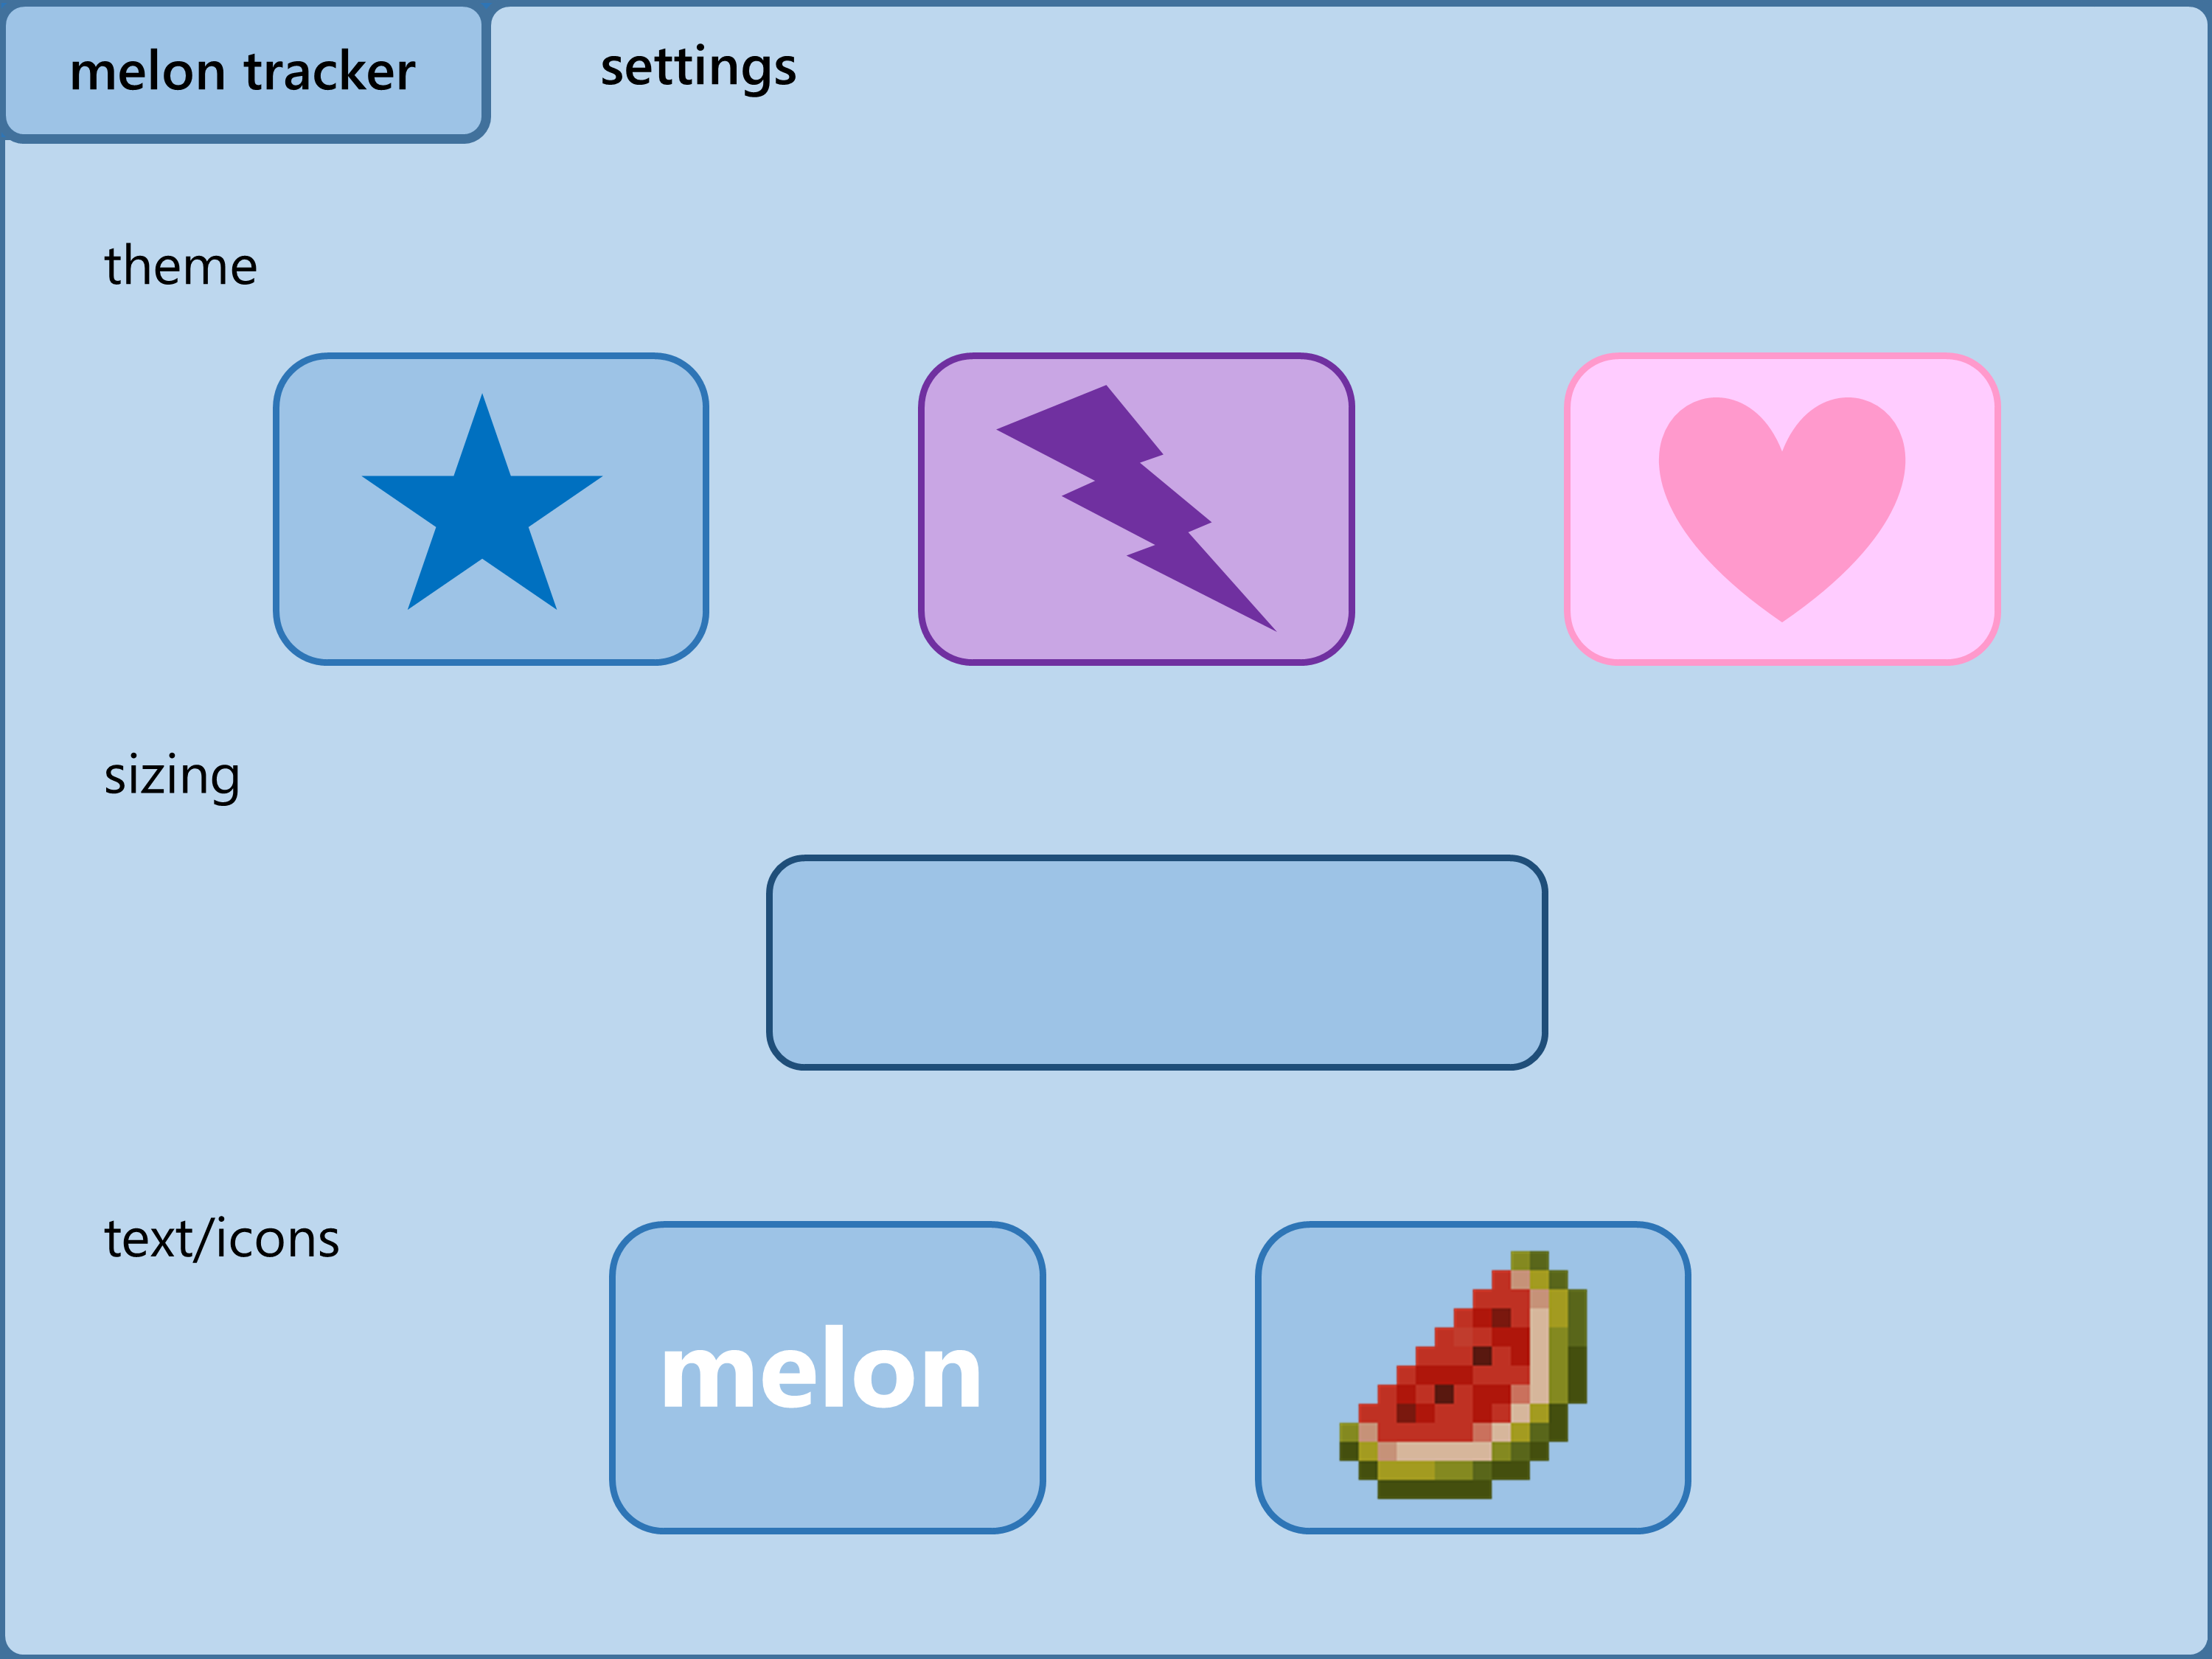 melon tracker
settings
theme
sizing
text/icons
melon